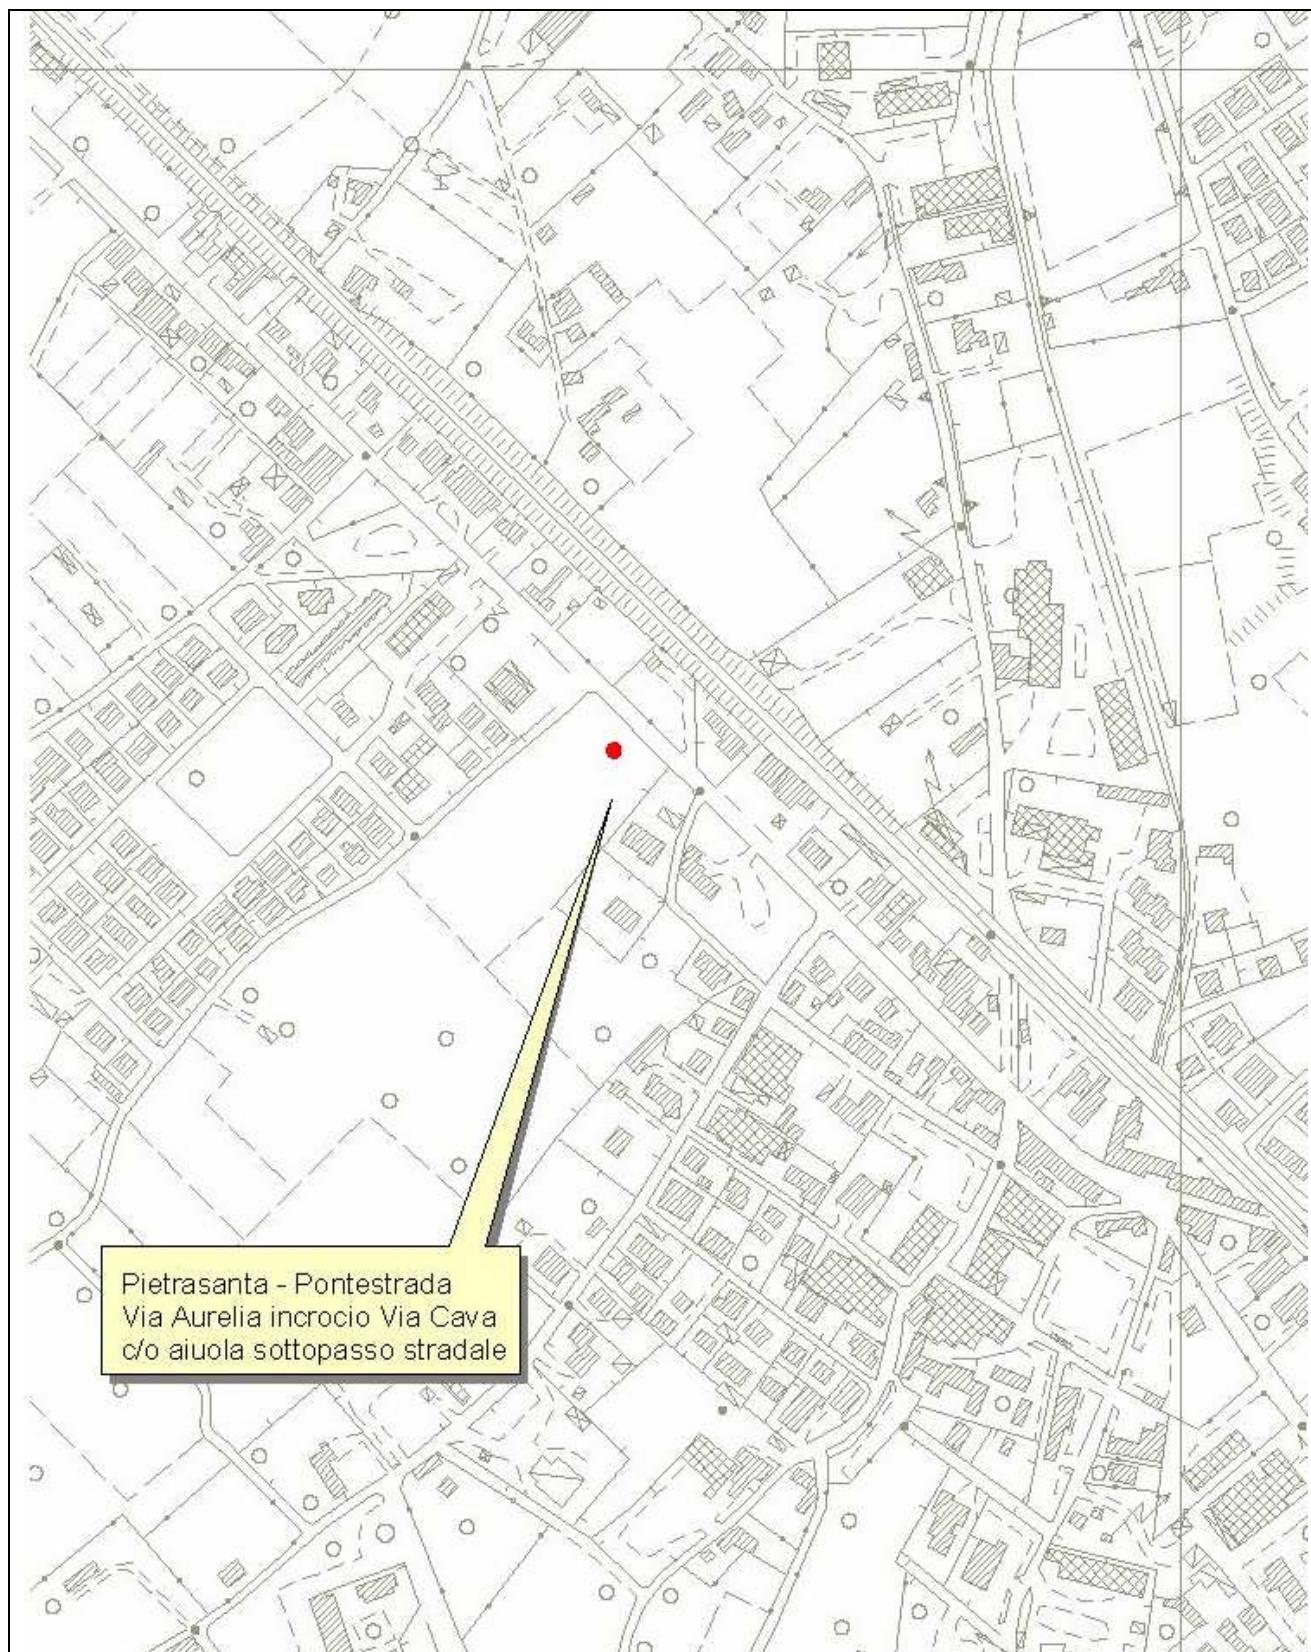 Pietrasanta - Pontestrada
Via Aurelia incrocio Via Cava
c/o aiuola sottopasso stradale